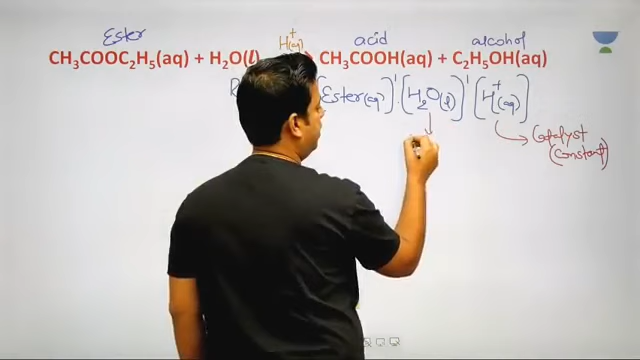 Ester H⁺(aq) acid alcohol
CH₃COOC₂H₅(aq) + H₂O(l) CH₃COOH(aq) + C₂H₅OH(aq)
[Ester(aq)]¹ · [H₂O(l)]¹ [H⁺(aq)]
Catalyst
(Constant)